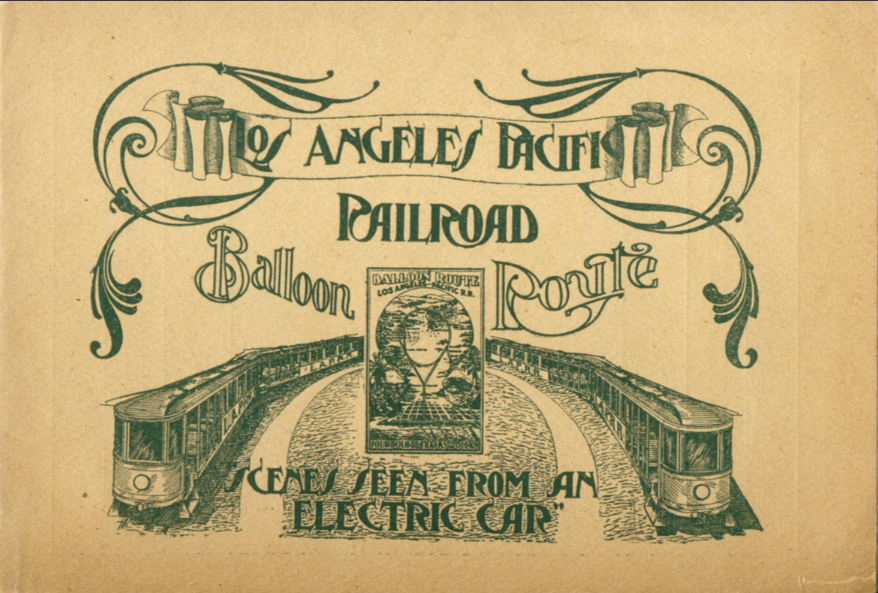 LOS ANGELES PACIFIC
RAILROAD
Balloon Route
BALLOON ROUTE
LOS ANGELES-PACIFIC R.R.
"SCENES SEEN FROM AN
ELECTRIC CAR"